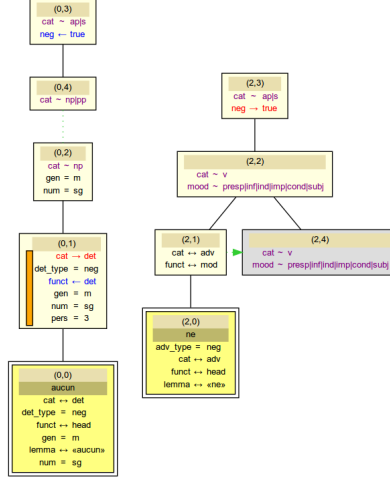 (0,3)
cat ~ ap|s
neg ← true
(0,4)
cat ~ np|pp
(0,2)
cat ~ np
gen = m
num = sg
(0,1)
cat → det
det_type = neg
funct ← det
gen = m
num = sg
pers = 3
(0,0)
aucun
cat ↔ det
det_type = neg
funct ↔ head
gen = m
lemma ↔ «aucun»
num = sg
(2,3)
cat ~ ap|s
neg → true
(2,2)
cat ~ v
mood ~ presp|inf|ind|imp|cond|subj
(2,1)
cat ↔ adv
funct ↔ mod
(2,4)
cat ~ v
mood ~ presp|inf|ind|imp|cond|subj
(2,0)
ne
adv_type = neg
cat ↔ adv
funct ↔ head
lemma ↔ «ne»